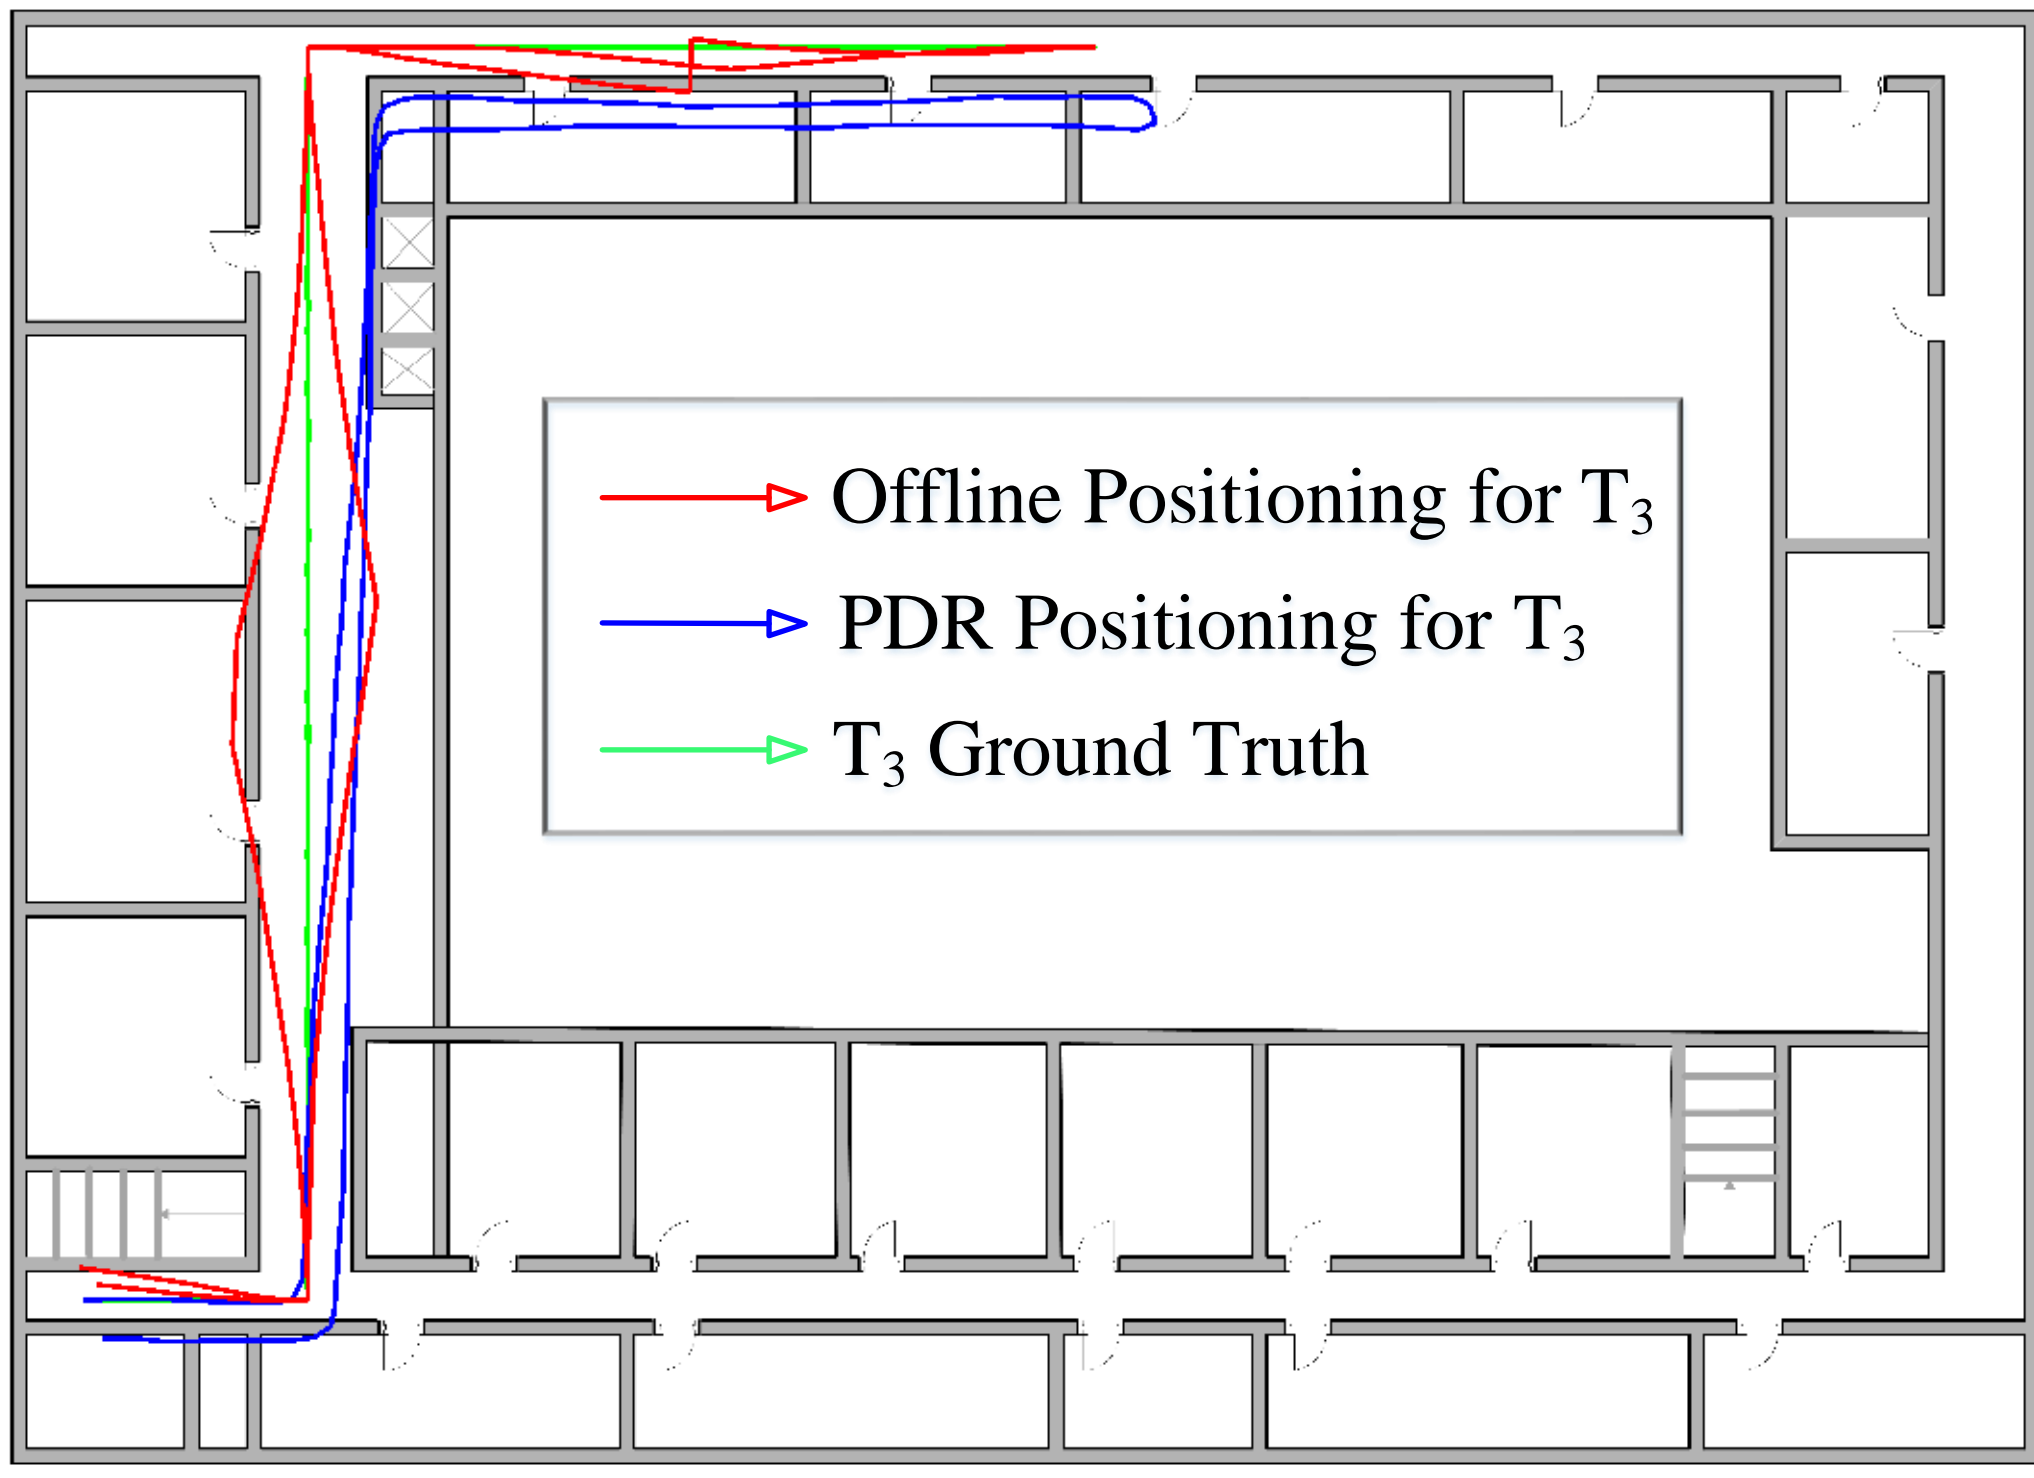 Offline Positioning for T₃
PDR Positioning for T₃
T₃ Ground Truth